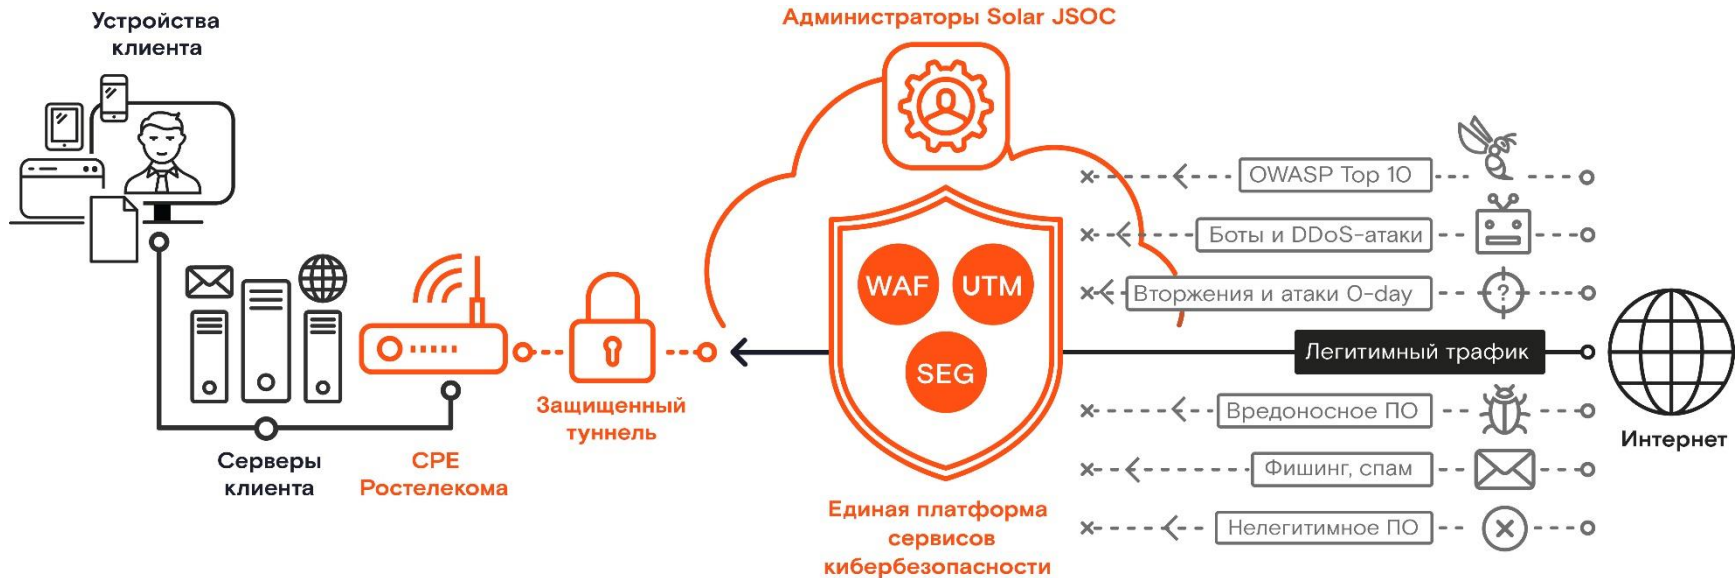 Устройства
клиента
Администраторы Solar JSOC
OWASP Top 10
Боты и DDoS-атаки
WAF
UTM
Вторжения и атаки 0-day
?
Легитимный трафик
SEG
Защищенный
туннель
Вредоносное ПО
Интернет
Серверы
клиента
CPE
Ростелекома
Фишинг, спам
Единая платформа
сервисов
кибербезопасности
Нелегитимное ПО